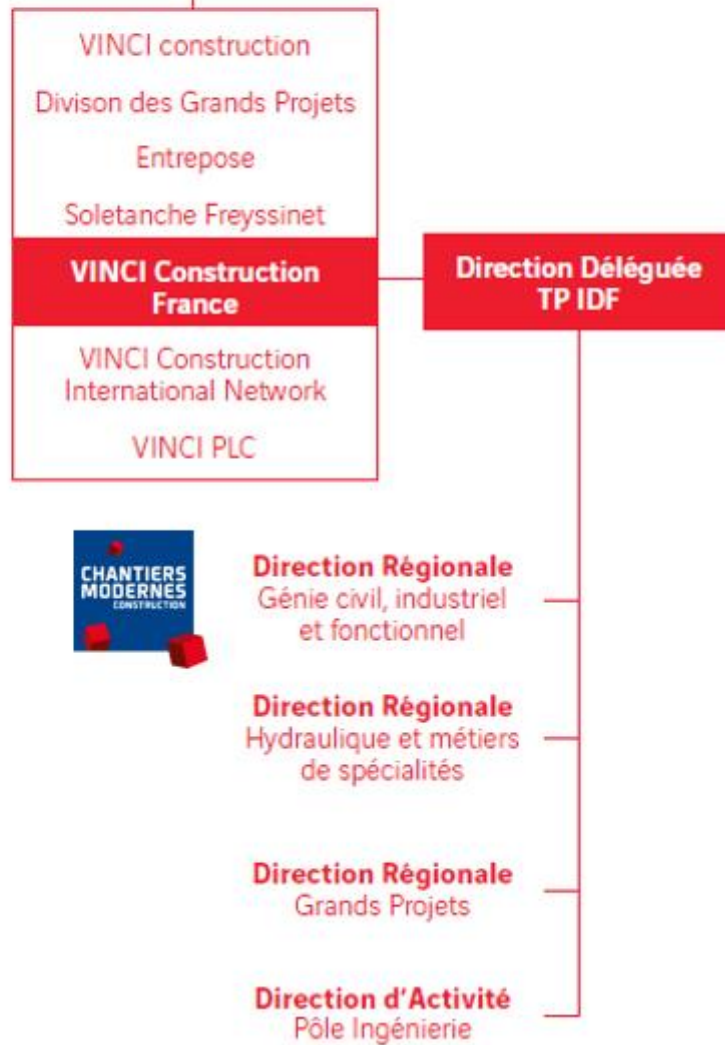 VINCI construction
Divison des Grands Projets
Entrepose
Soletanche Freyssinet
VINCI Construction
France
VINCI Construction
International Network
VINCI PLC
Direction Déléguée
TP IDF
CHANTIERS
MODERNES
CONSTRUCTION
Direction Régionale
Génie civil, industriel
et fonctionnel
Direction Régionale
Hydraulique et métiers
de spécialités
Direction Régionale
Grands Projets
Direction d'Activité
Pôle Ingénierie